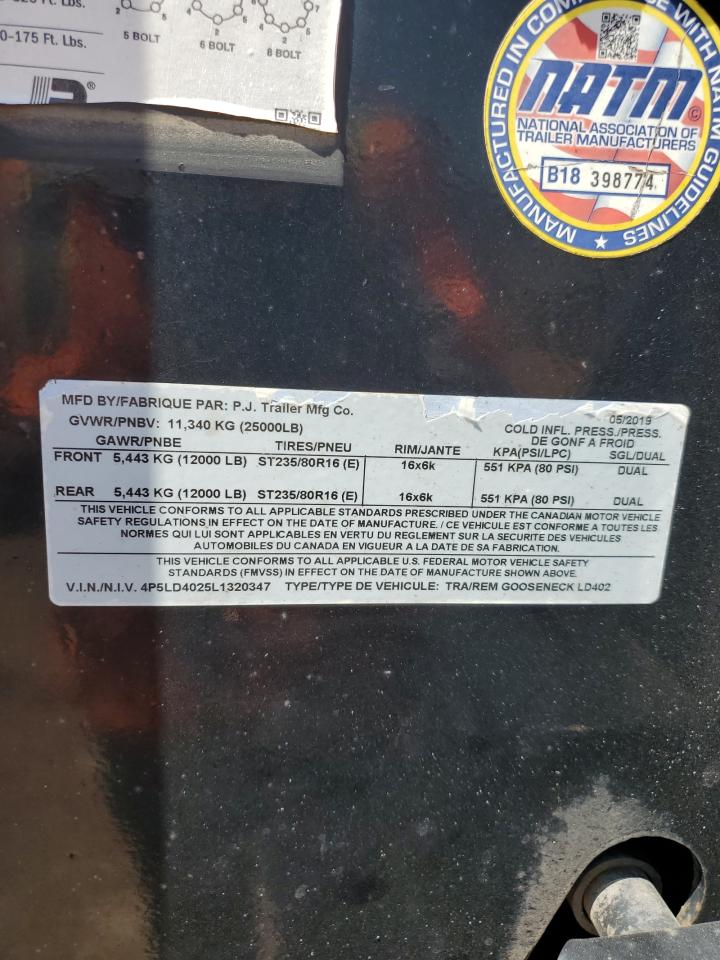 Ft. Lbs.
0-175 Ft. Lbs.
5 BOLT
6 BOLT
8 BOLT
MANUFACTURED IN COMPLIANCE WITH NATM GUIDELINES
NATM
NATIONAL ASSOCIATION OF
TRAILER MANUFACTURERS
B18 398774
MFD BY/FABRIQUE PAR: P.J. Trailer Mfg Co.
05/2019
GVWR/PNBV: 11,340 KG (25000LB)
COLD INFL. PRESS./PRESS.
DE GONF A FROID
GAWR/PNBE TIRES/PNEU RIM/JANTE KPA(PSI/LPC) SGL/DUAL
FRONT 5,443 KG (12000 LB) ST235/80R16 (E) 16x6k 551 KPA (80 PSI) DUAL
REAR 5,443 KG (12000 LB) ST235/80R16 (E) 16x6k 551 KPA (80 PSI) DUAL
THIS VEHICLE CONFORMS TO ALL APPLICABLE STANDARDS PRESCRIBED UNDER THE CANADIAN MOTOR VEHICLE
SAFETY REGULATIONS IN EFFECT ON THE DATE OF MANUFACTURE. / CE VEHICULE EST CONFORME A TOUTES LES
NORMES QUI LUI SONT APPLICABLES EN VERTU DU REGLEMENT SUR LA SECURITE DES VEHICULES
AUTOMOBILES DU CANADA EN VIGUEUR A LA DATE DE SA FABRICATION.
THIS VEHICLE CONFORMS TO ALL APPLICABLE U.S. FEDERAL MOTOR VEHICLE SAFETY
STANDARDS (FMVSS) IN EFFECT ON THE DATE OF MANUFACTURE SHOWN ABOVE.
V.I.N./N.I.V. 4P5LD4025L1320347 TYPE/TYPE DE VEHICULE: TRA/REM GOOSENECK LD402